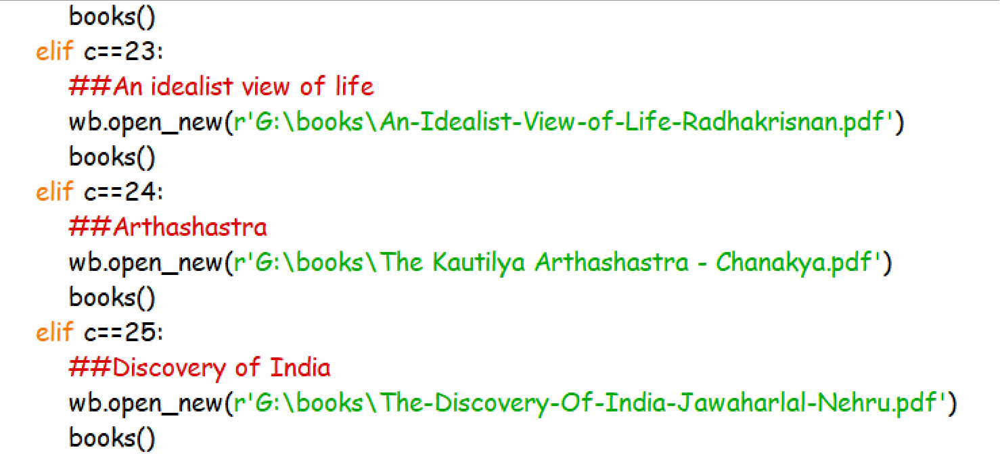 books()
elif c==23:
##An idealist view of life
wb.open_new(r'G:\books\An-Idealist-View-of-Life-Radhakrisnan.pdf')
books()
elif c==24:
##Arthashastra
wb.open_new(r'G:\books\The Kautilya Arthashastra - Chanakya.pdf')
books()
elif c==25:
##Discovery of India
wb.open_new(r'G:\books\The-Discovery-Of-India-Jawaharlal-Nehru.pdf')
books()